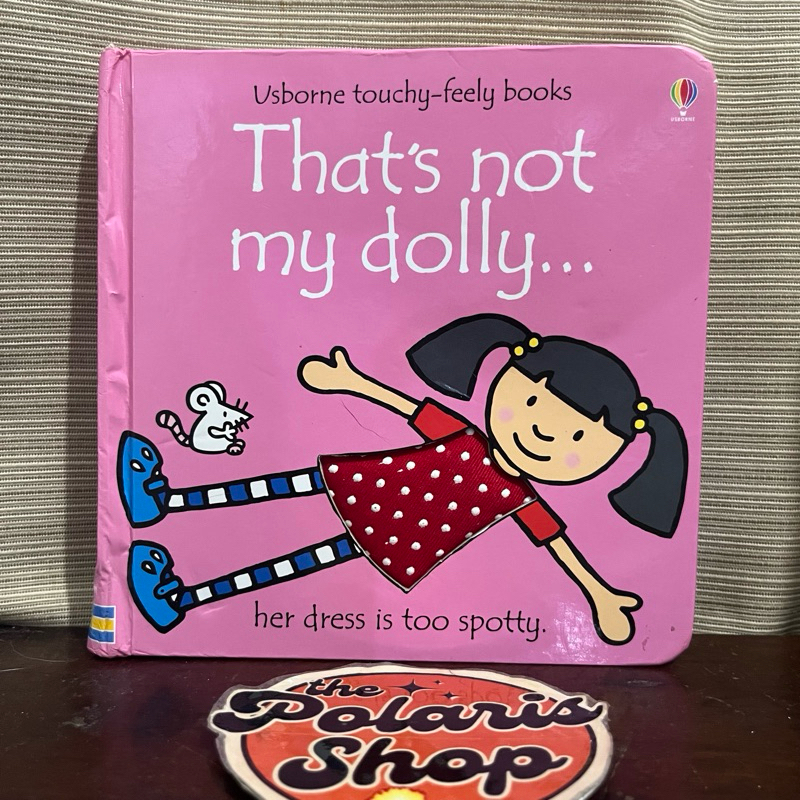 Usborne touchy-feely books
USBORNE
That's not
my dolly...
her dress is too spotty.
the
Polaris
Shop